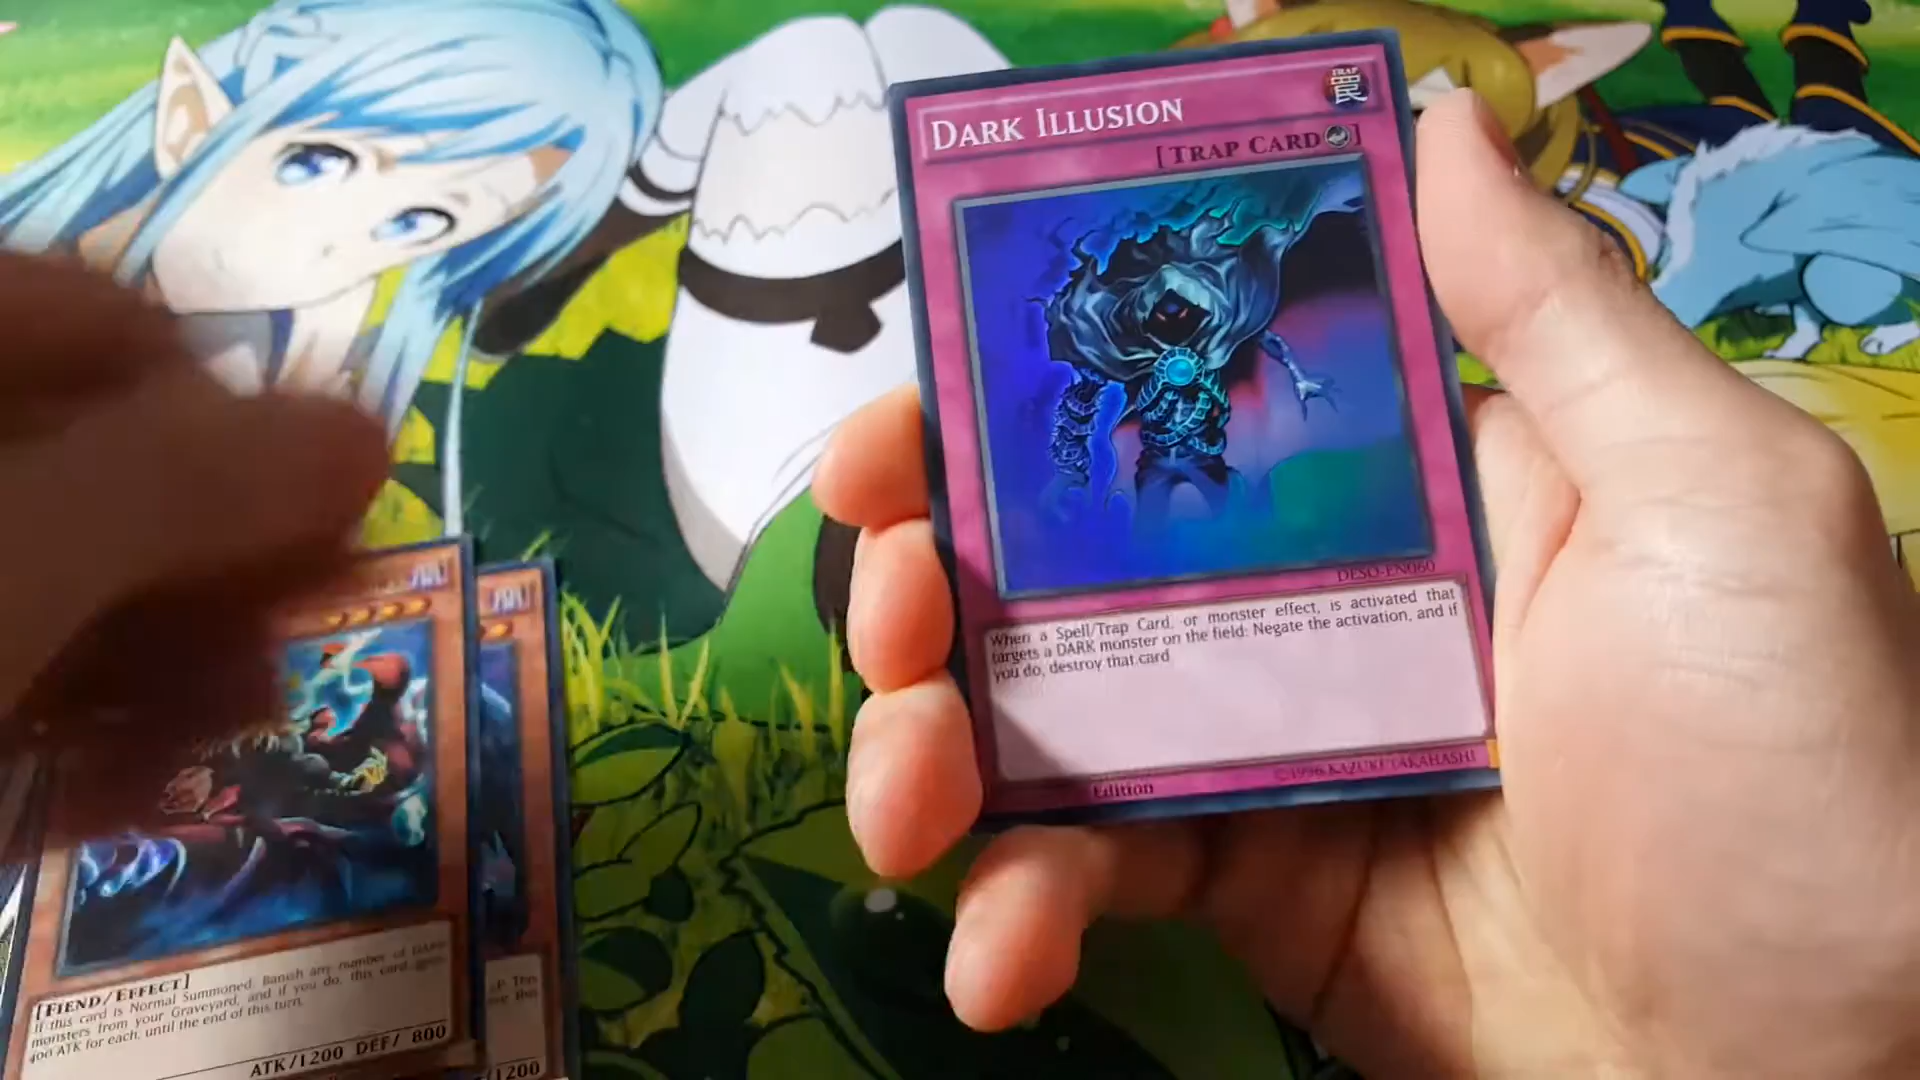 DARK ILLUSION
TRAP
罠
[TRAP CARD]
DESO-EN060
When a Spell/Trap Card, or monster effect, is activated that
targets a DARK monster on the field: Negate the activation, and if
you do, destroy that card
Edition
©1996 KAZUKI TAKAHASHI
[FIEND/EFFECT]
If this card is Normal Summoned: Banish any number of DARK
monsters from your Graveyard, and if you do, this card gains
400 ATK for each, until the end of this turn.
ATK/1200 DEF/ 800
This
this
/1200